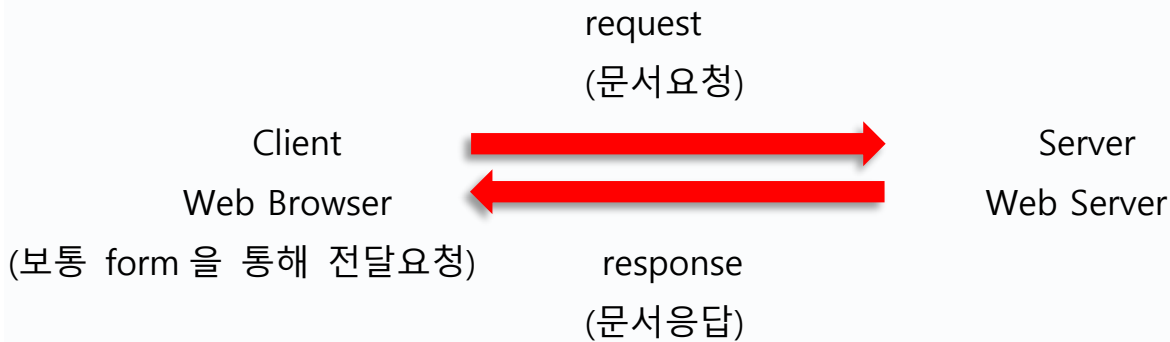 request
(문서요청)
Client
Server
Web Browser
Web Server
(보통 form 을 통해 전달요청)
response
(문서응답)